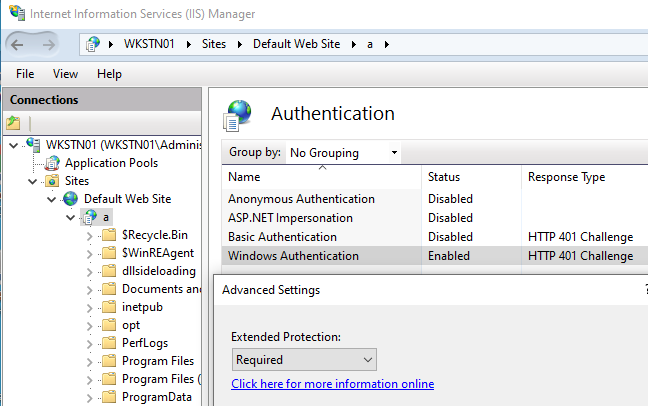 Internet Information Services (IIS) Manager
WKSTN01 Sites Default Web Site a
File View Help
Connections
WKSTN01 (WKSTN01\Adminis
Application Pools
Sites
Default Web Site
a
$Recycle.Bin
$WinREAgent
dllsideloading
Documents and
inetpub
opt
PerfLogs
Program Files
Program Files (
ProgramData
Authentication
Group by: No Grouping
Name Status Response Type
Anonymous Authentication Disabled
ASP.NET Impersonation Disabled
Basic Authentication Disabled HTTP 401 Challenge
Windows Authentication Enabled HTTP 401 Challenge
Advanced Settings ?
Extended Protection:
Required
Click here for more information online